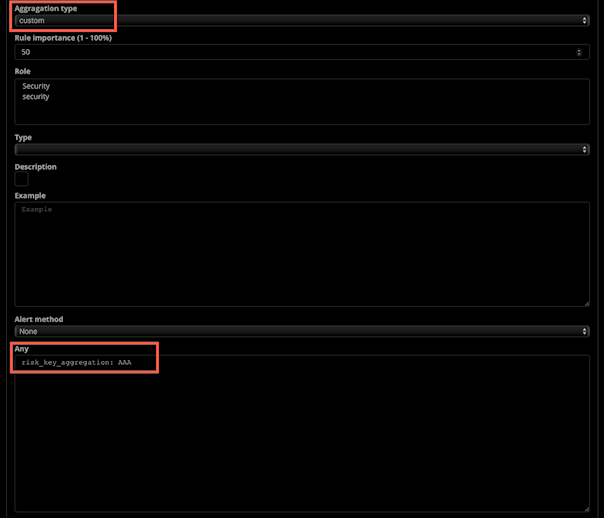 Aggragation type
custom
Rule importance (1 - 100%)
50
Role
Security
security
Type
Description
Example
Example
Alert method
None
Any
risk_key_aggregation: AAA